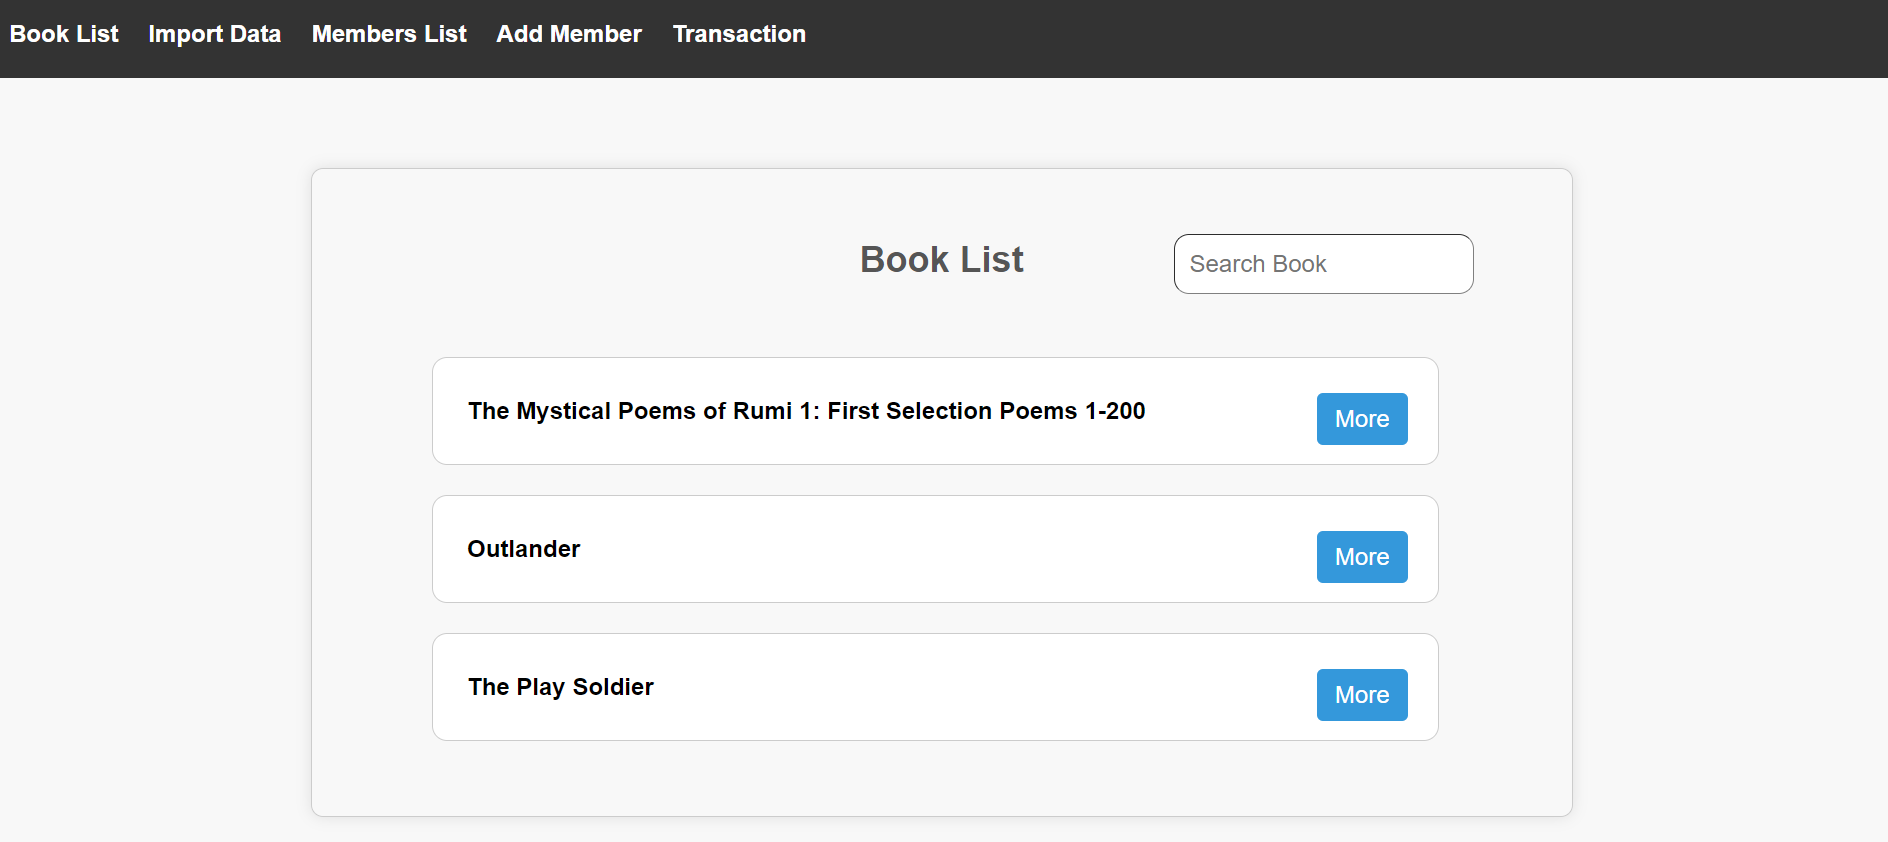 Book List Import Data Members List Add Member Transaction
Book List
Search Book
The Mystical Poems of Rumi 1: First Selection Poems 1-200
More
Outlander
More
The Play Soldier
More